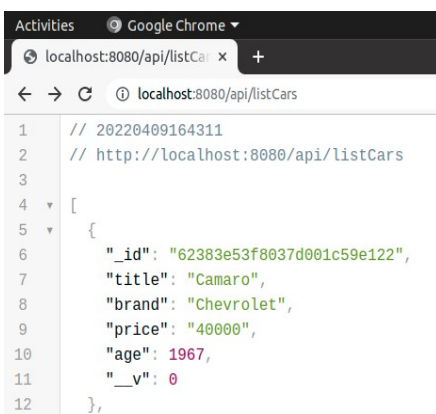 Activities Google Chrome ▼
localhost:8080/api/listCar × +
← → C ⓘ localhost:8080/api/listCars
1 // 20220409164311
2 // http://localhost:8080/api/listCars
3
4 ▼ [
5 ▼ {
6 "_id": "62383e53f8037d001c59e122",
7 "title": "Camaro",
8 "brand": "Chevrolet",
9 "price": "40000",
10 "age": 1967,
11 "__v": 0
12 },